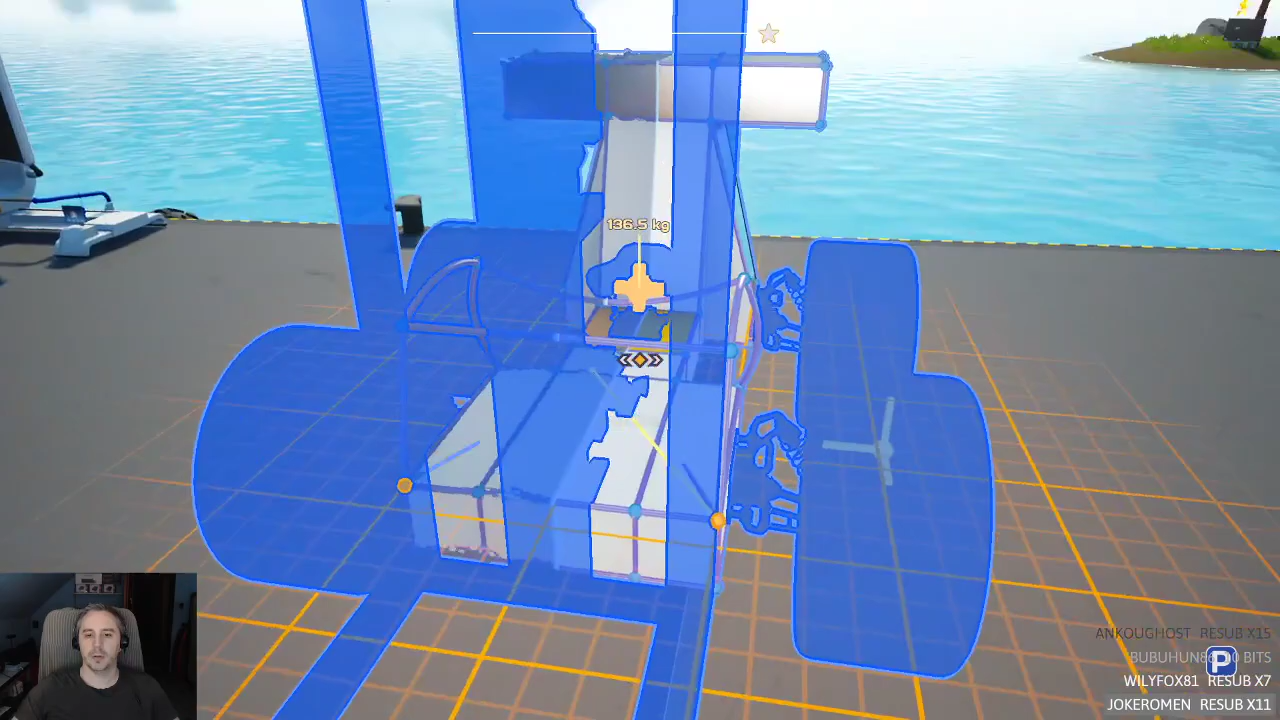 136.5 kg
ANKOUGHOST RESUB X15
BITS
P
WILYFOX81 RESUB X7
JOKEROMEN RESUB X11